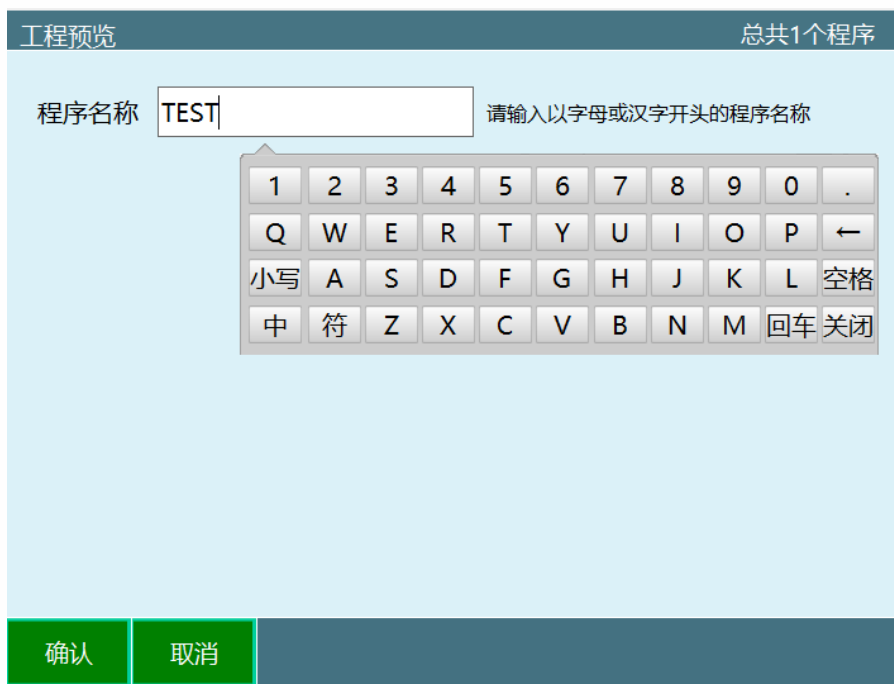 工程预览 总共1个程序
程序名称 TEST 请输入以字母或汉字开头的程序名称
1 2 3 4 5 6 7 8 9 0 .
Q W E R T Y U I O P ←
小写 A S D F G H J K L 空格
中 符 Z X C V B N M 回车 关闭
确认 取消